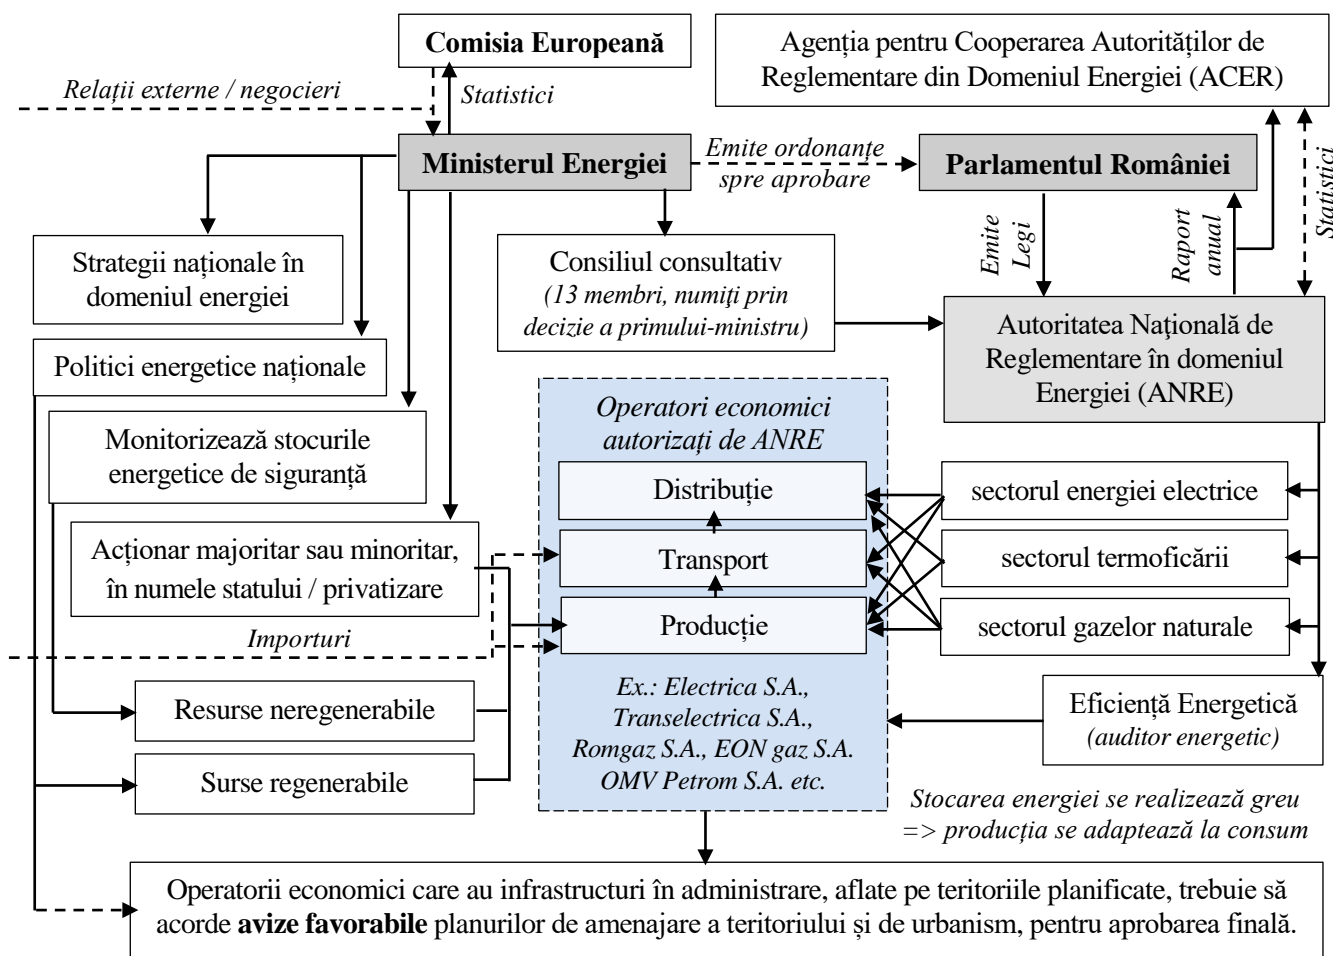 Comisia Europeană
Agenția pentru Cooperarea Autorităților de
Reglementare din Domeniul Energiei (ACER)
Relații externe / negocieri
Statistici
Ministerul Energiei
Emite ordonanțe
spre aprobare
Parlamentul României
Statistici
Emite
Legi
Raport
anual
Strategii naționale în
domeniul energiei
Consiliul consultativ
(13 membri, numiţi prin
decizie a primului-ministru)
Autoritatea Naţională de
Reglementare în domeniul
Energiei (ANRE)
Politici energetice naționale
Operatori economici
autorizați de ANRE
Monitorizează stocurile
energetice de siguranță
Distribuție
sectorul energiei electrice
Acționar majoritar sau minoritar,
în numele statului / privatizare
Transport
sectorul termoficării
Importuri
Producție
sectorul gazelor naturale
Resurse neregenerabile
Ex.: Electrica S.A.,
Transelectrica S.A.,
Romgaz S.A., EON gaz S.A.
OMV Petrom S.A. etc.
Eficiență Energetică
(auditor energetic)
Surse regenerabile
Stocarea energiei se realizează greu
=> producția se adaptează la consum
Operatorii economici care au infrastructuri în administrare, aflate pe teritoriile planificate, trebuie să
acorde avize favorabile planurilor de amenajare a teritoriului și de urbanism, pentru aprobarea finală.